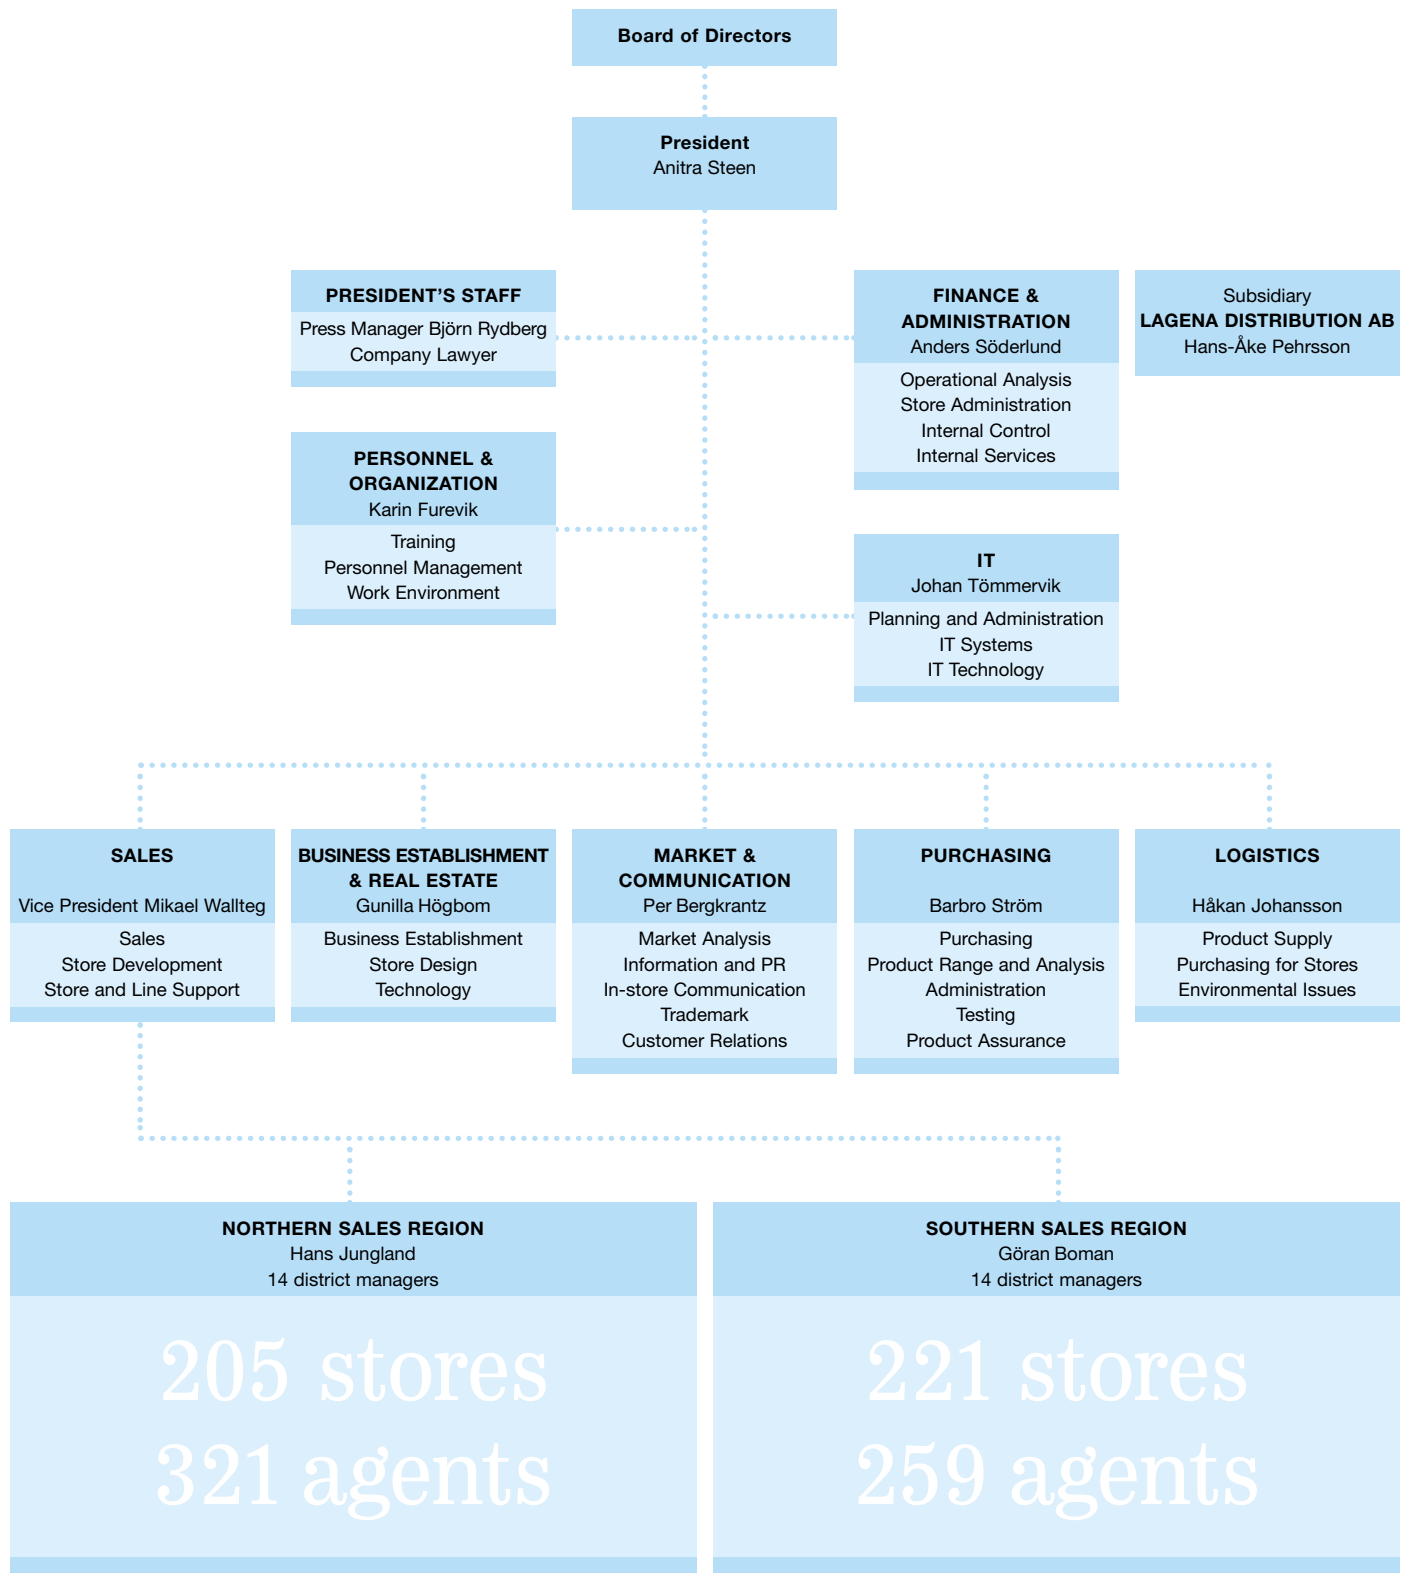 Board of Directors
President
Anitra Steen
PRESIDENT’S STAFF
Press Manager Björn Rydberg
Company Lawyer
FINANCE &
ADMINISTRATION
Anders Söderlund
Operational Analysis
Store Administration
Internal Control
Internal Services
Subsidiary
LAGENA DISTRIBUTION AB
Hans-Åke Pehrsson
PERSONNEL &
ORGANIZATION
Karin Furevik
Training
Personnel Management
Work Environment
IT
Johan Tömmervik
Planning and Administration
IT Systems
IT Technology
SALES
Vice President Mikael Wallteg
Sales
Store Development
Store and Line Support
BUSINESS ESTABLISHMENT
& REAL ESTATE
Gunilla Högbom
Business Establishment
Store Design
Technology
MARKET &
COMMUNICATION
Per Bergkrantz
Market Analysis
Information and PR
In-store Communication
Trademark
Customer Relations
PURCHASING
Barbro Ström
Purchasing
Product Range and Analysis
Administration
Testing
Product Assurance
LOGISTICS
Håkan Johansson
Product Supply
Purchasing for Stores
Environmental Issues
NORTHERN SALES REGION
Hans Jungland
14 district managers
205 stores
321 agents
SOUTHERN SALES REGION
Göran Boman
14 district managers
221 stores
259 agents